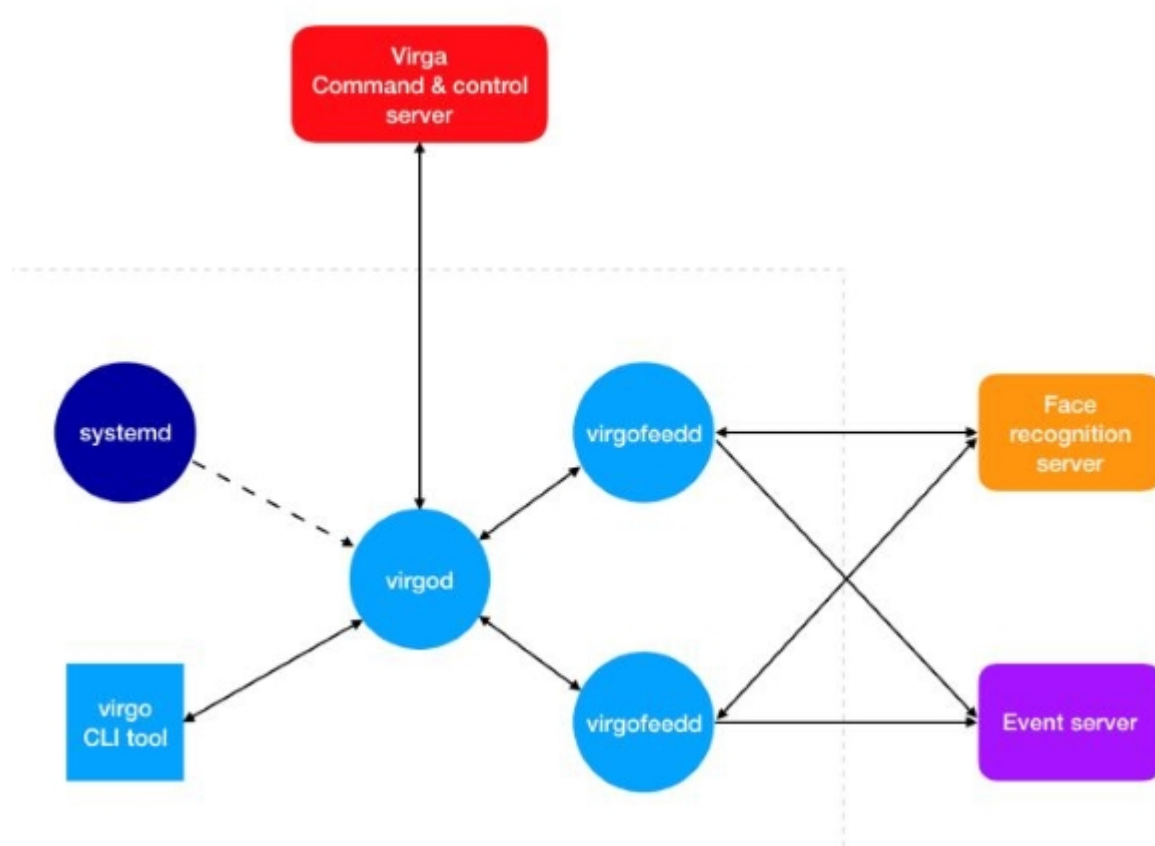 Virga
Command & control
server
systemd
virgofeedd
Face
recognition
server
virgod
virgo
CLI tool
virgofeedd
Event server